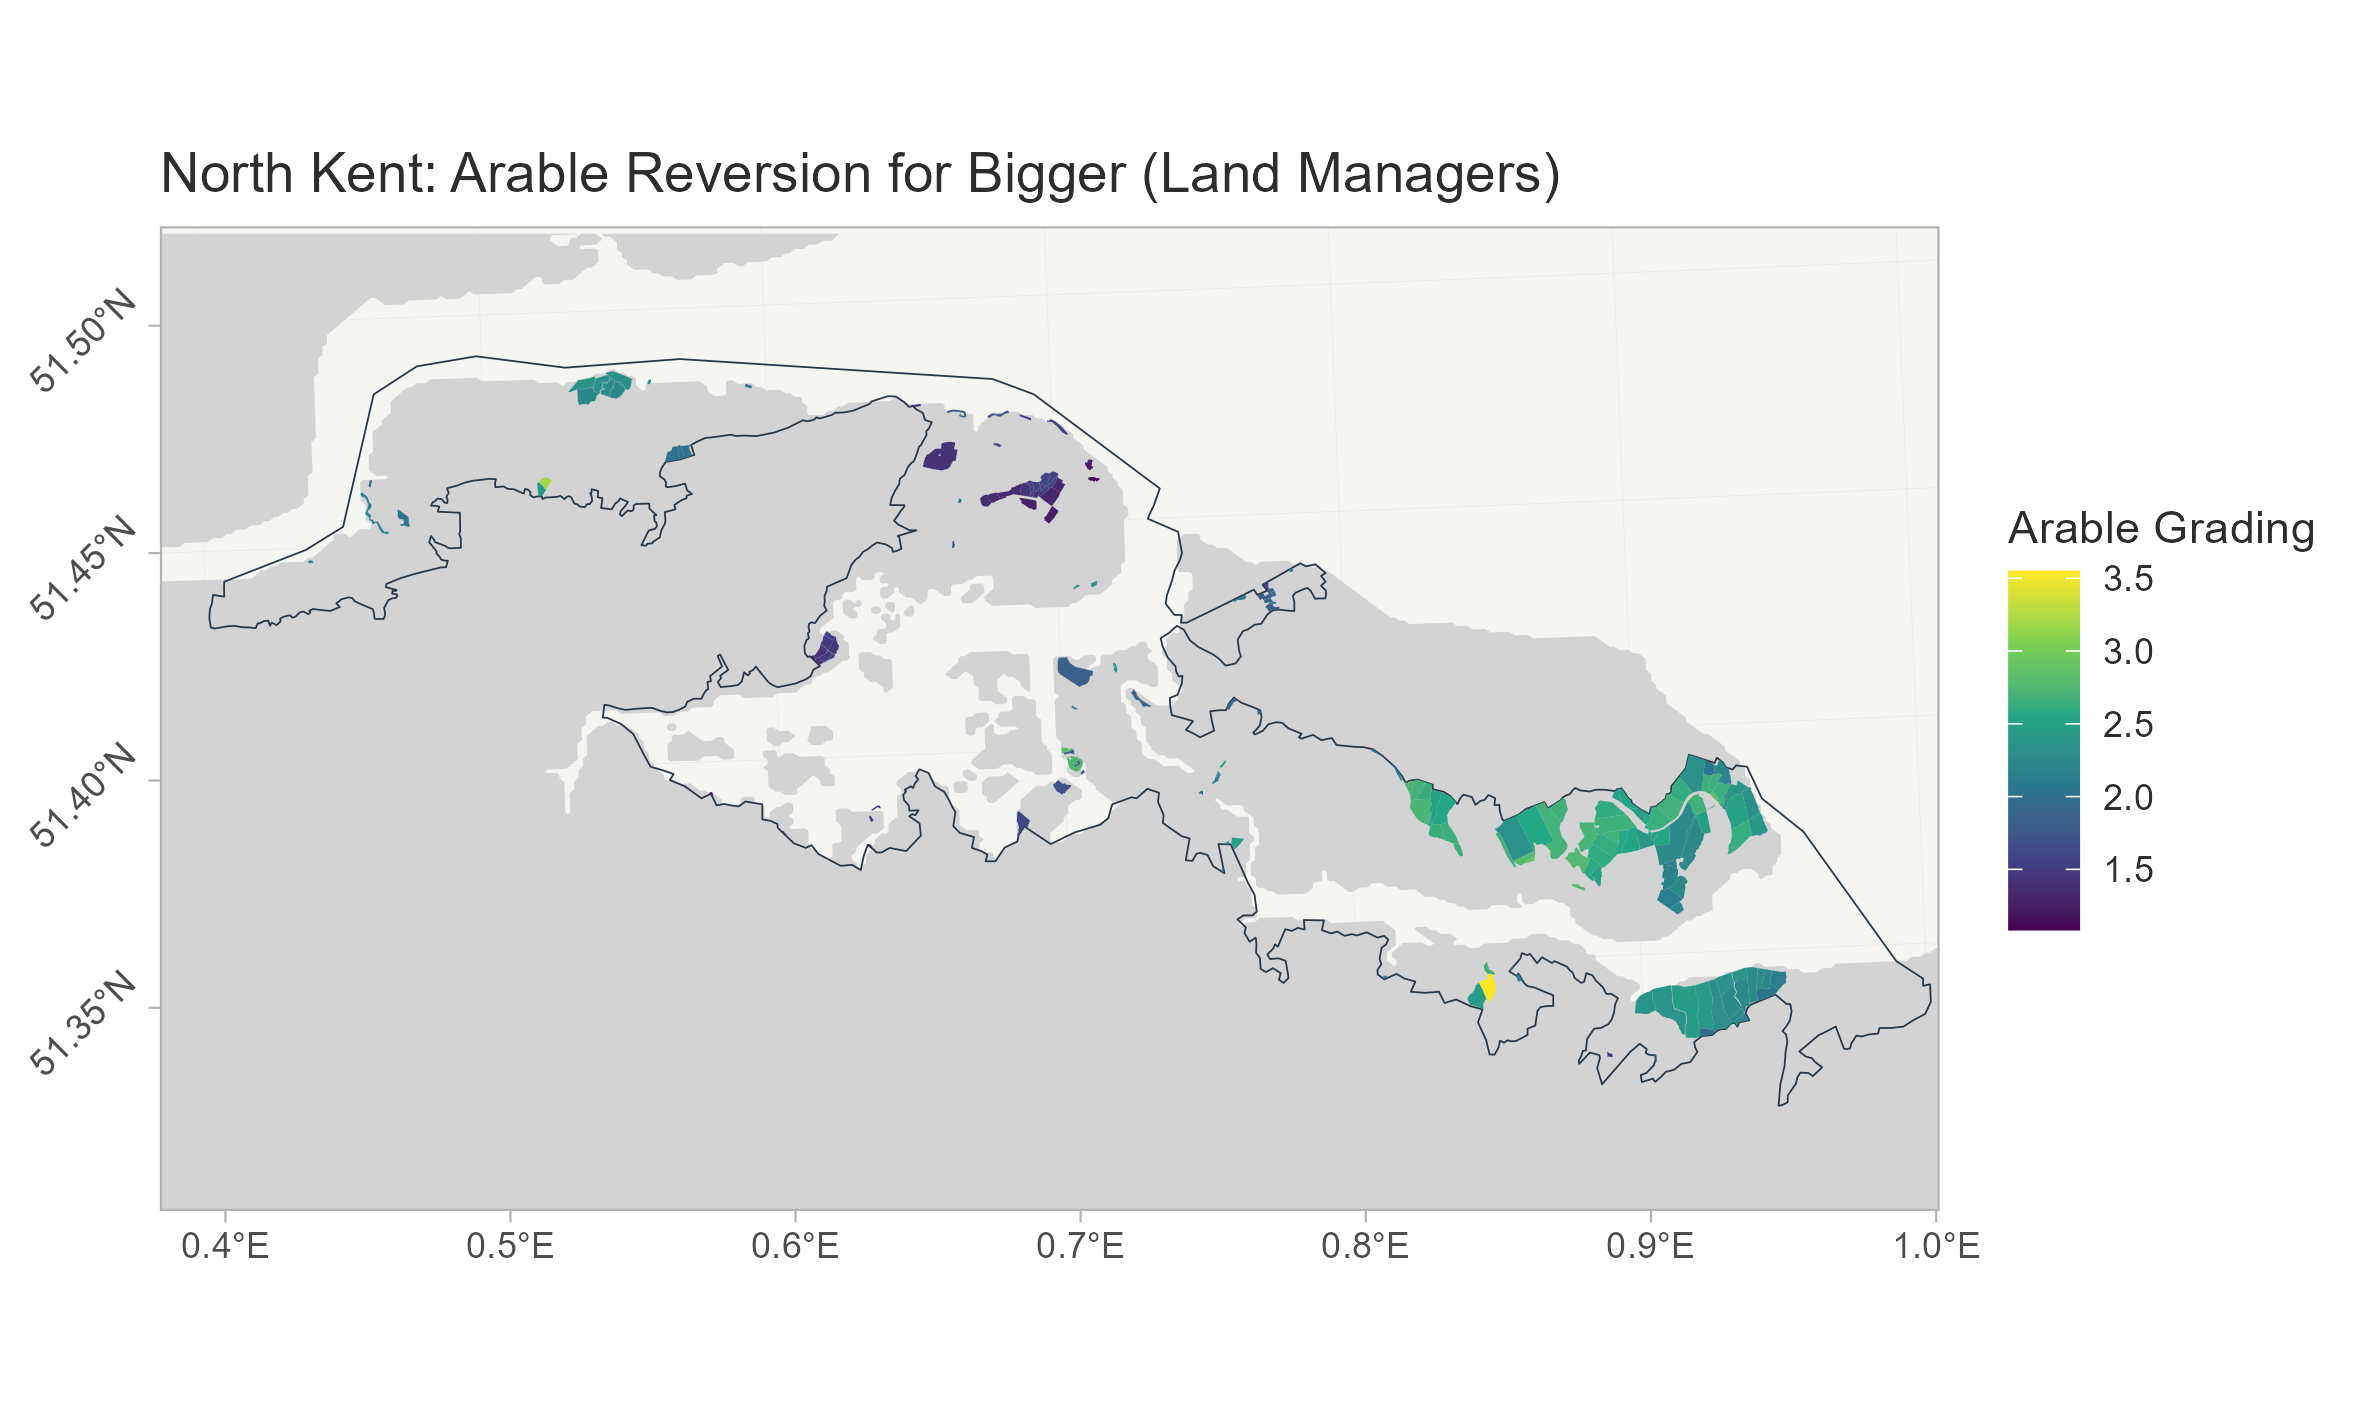 North Kent: Arable Reversion for Bigger (Land Managers)
51.50°N
51.45°N
51.40°N
51.35°N
0.4°E
0.5°E
0.6°E
0.7°E
0.8°E
0.9°E
1.0°E
Arable Grading
3.5
3.0
2.5
2.0
1.5